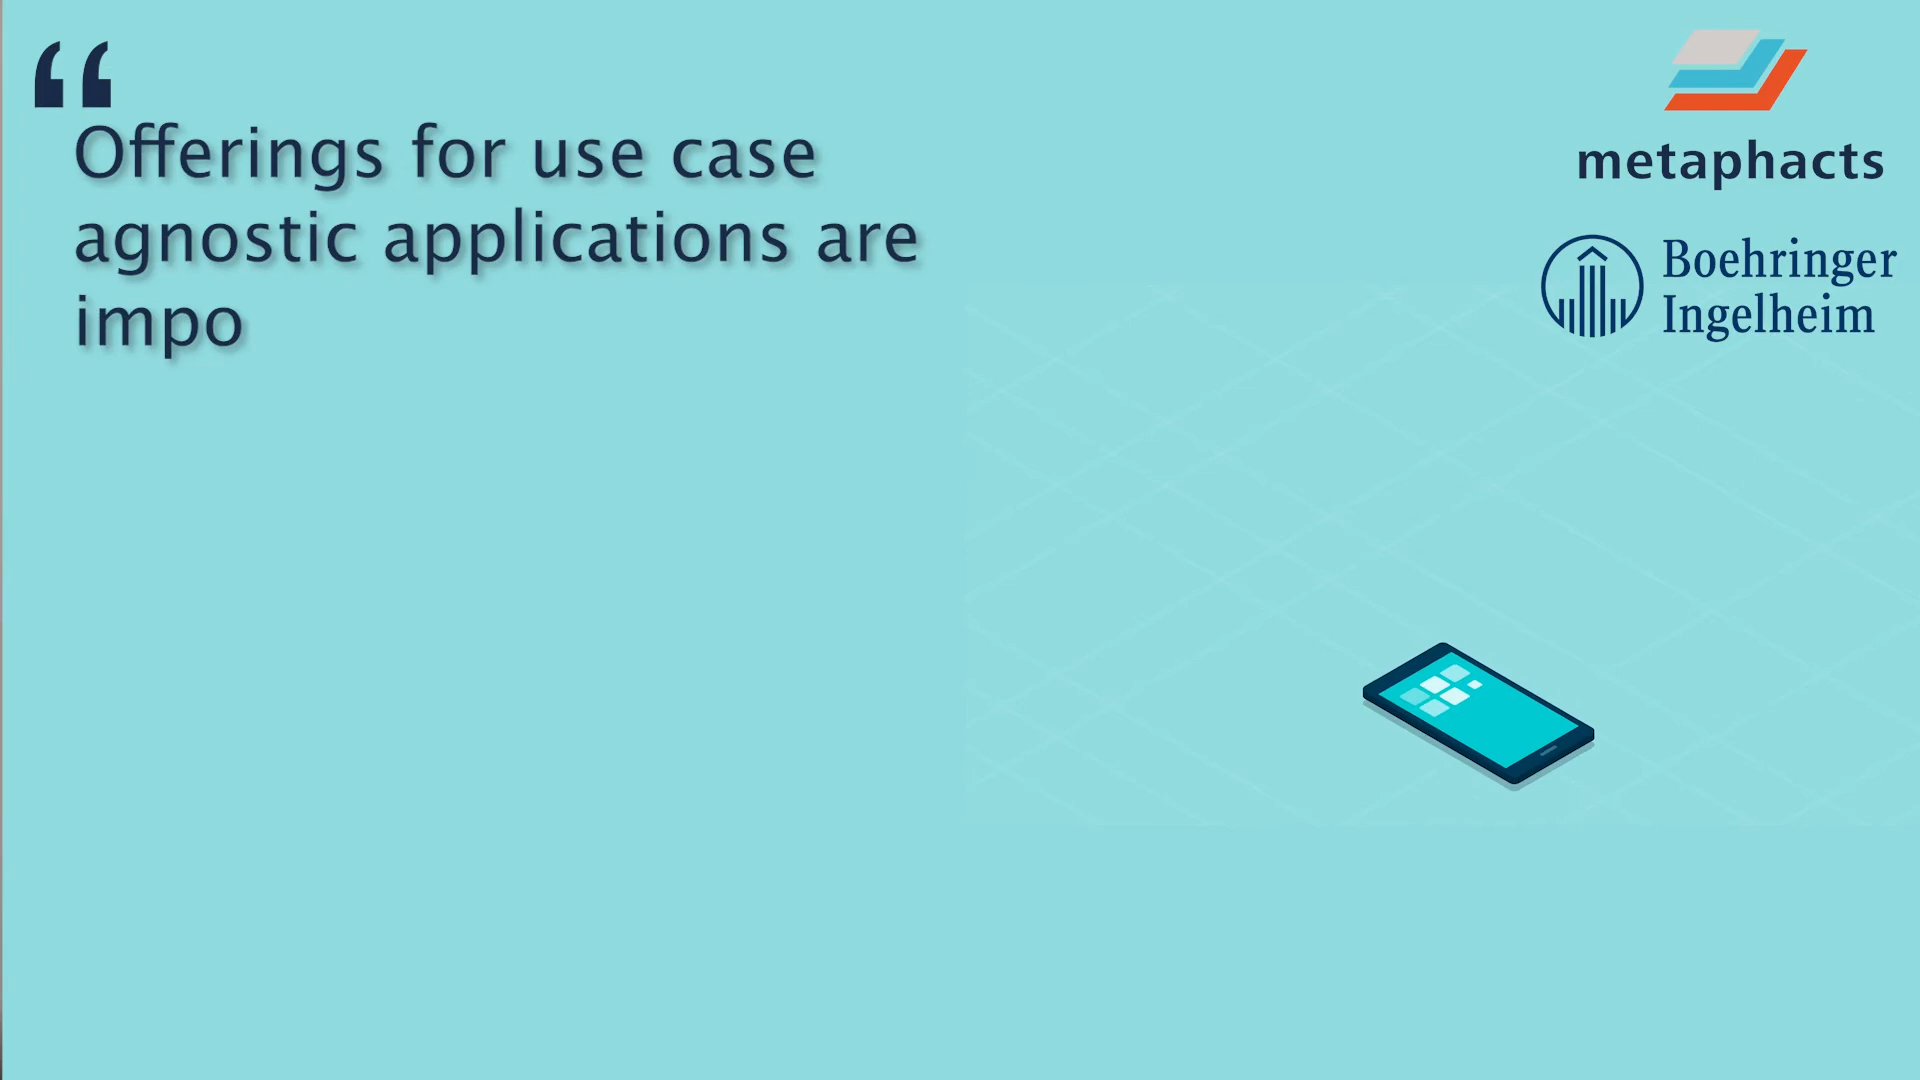 “
Offerings for use case
agnostic applications are
impo
metaphacts
Boehringer
Ingelheim